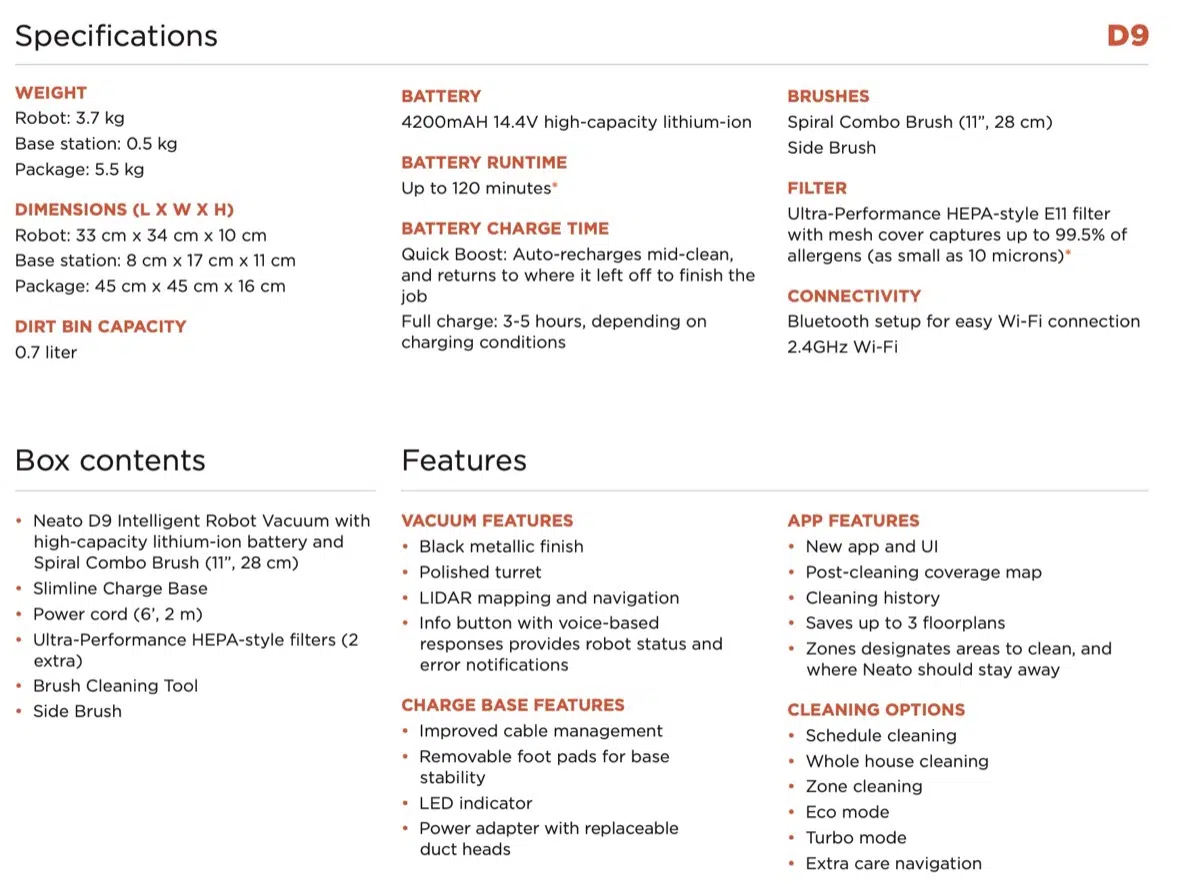 Specifications
D9
WEIGHT
Robot: 3.7 kg
Base station: 0.5 kg
Package: 5.5 kg
DIMENSIONS (L X W X H)
Robot: 33 cm x 34 cm x 10 cm
Base station: 8 cm x 17 cm x 11 cm
Package: 45 cm x 45 cm x 16 cm
DIRT BIN CAPACITY
0.7 liter
BATTERY
4200mAH 14.4V high-capacity lithium-ion
BATTERY RUNTIME
Up to 120 minutes*
BATTERY CHARGE TIME
Quick Boost: Auto-recharges mid-clean,
and returns to where it left off to finish the
job
Full charge: 3-5 hours, depending on
charging conditions
BRUSHES
Spiral Combo Brush (11”, 28 cm)
Side Brush
FILTER
Ultra-Performance HEPA-style E11 filter
with mesh cover captures up to 99.5% of
allergens (as small as 10 microns)*
CONNECTIVITY
Bluetooth setup for easy Wi-Fi connection
2.4GHz Wi-Fi
Box contents
• Neato D9 Intelligent Robot Vacuum with
high-capacity lithium-ion battery and
Spiral Combo Brush (11”, 28 cm)
• Slimline Charge Base
• Power cord (6’, 2 m)
• Ultra-Performance HEPA-style filters (2
extra)
• Brush Cleaning Tool
• Side Brush
Features
VACUUM FEATURES
• Black metallic finish
• Polished turret
• LIDAR mapping and navigation
• Info button with voice-based
responses provides robot status and
error notifications
CHARGE BASE FEATURES
• Improved cable management
• Removable foot pads for base
stability
• LED indicator
• Power adapter with replaceable
duct heads
APP FEATURES
• New app and UI
• Post-cleaning coverage map
• Cleaning history
• Saves up to 3 floorplans
• Zones designates areas to clean, and
where Neato should stay away
CLEANING OPTIONS
• Schedule cleaning
• Whole house cleaning
• Zone cleaning
• Eco mode
• Turbo mode
• Extra care navigation